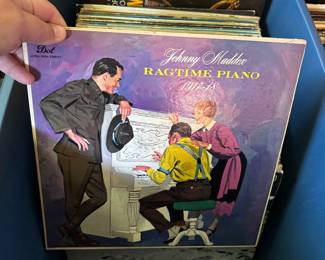 Dot
Johnny Maddox
RAGTIME PIANO
1917-18